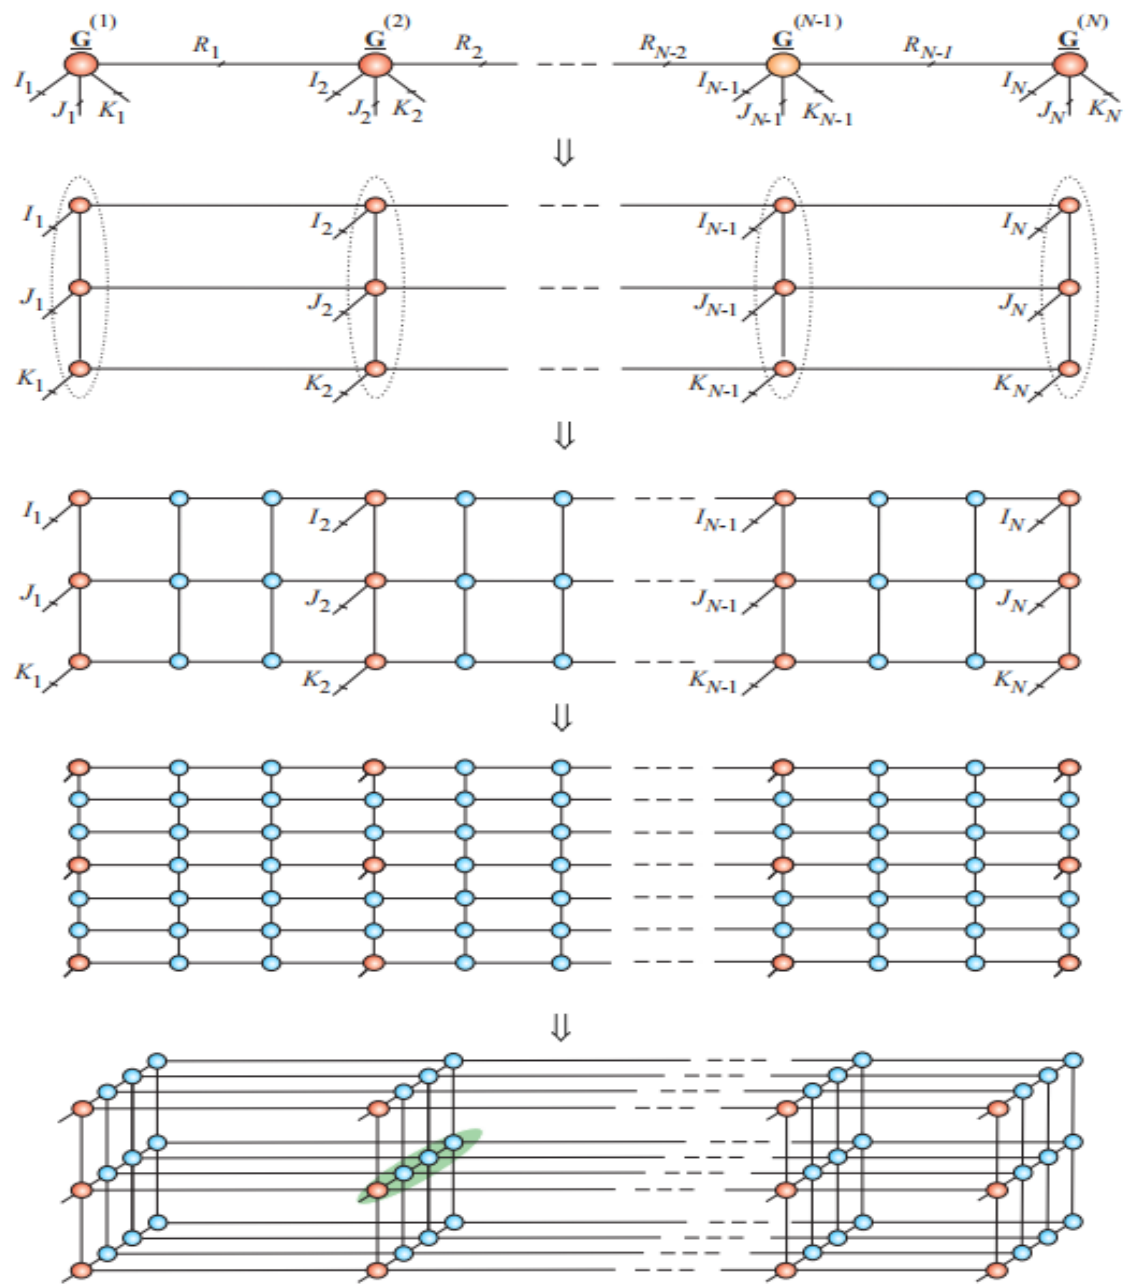 G(1) G(2) G(N-1) G(N)
R1 R2 RN-2 RN-1
I1 I2 IN-1 IN
J1 K1 J2 K2 JN-1 KN-1 JN KN
⇓
I1 I2 IN-1 IN
J1 J2 JN-1 JN
K1 K2 KN-1 KN
⇓
I1 I2 IN-1 IN
J1 J2 JN-1 JN
K1 K2 KN-1 KN
⇓
⇓